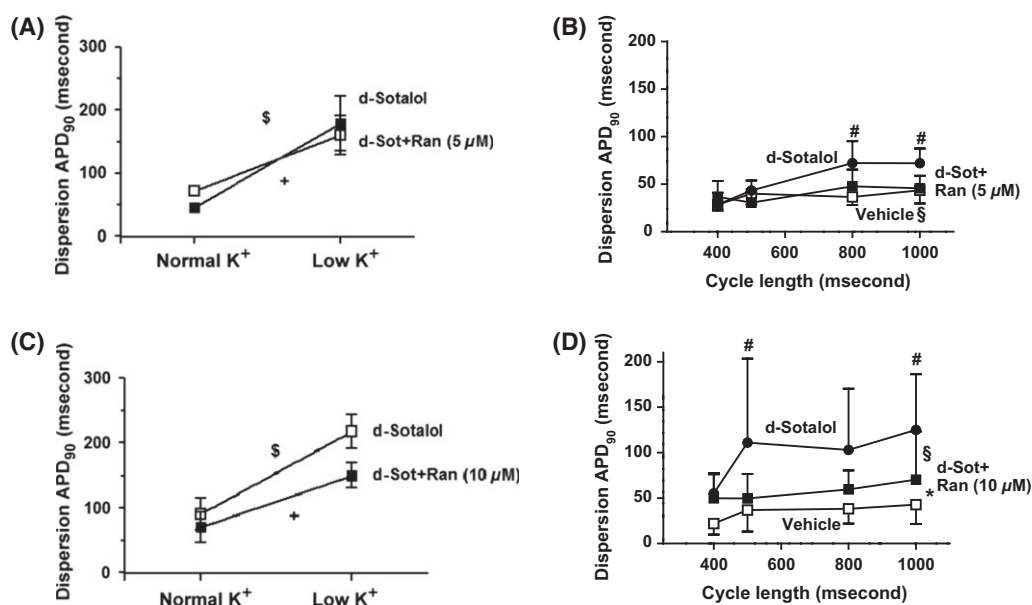 (A)
Dispersion APD90 (msecond)
300
200
100
0
$
+
d-Sotalol
d-Sot+Ran (5 µM)
Normal K+
Low K+
(B)
Dispersion APD90 (msecond)
200
150
100
50
0
#
#
d-Sotalol
d-Sot+
Ran (5 µM)
Vehicle §
400 600 800 1000
Cycle length (msecond)
(C)
Dispersion APD90 (msecond)
300
200
100
0
$
+
d-Sotalol
d-Sot+Ran (10 µM)
Normal K+
Low K+
(D)
Dispersion APD90 (msecond)
200
150
100
50
0
#
#
d-Sotalol
§
d-Sot+
Ran (10 µM)
*
Vehicle
400 600 800 1000
Cycle length (msecond)